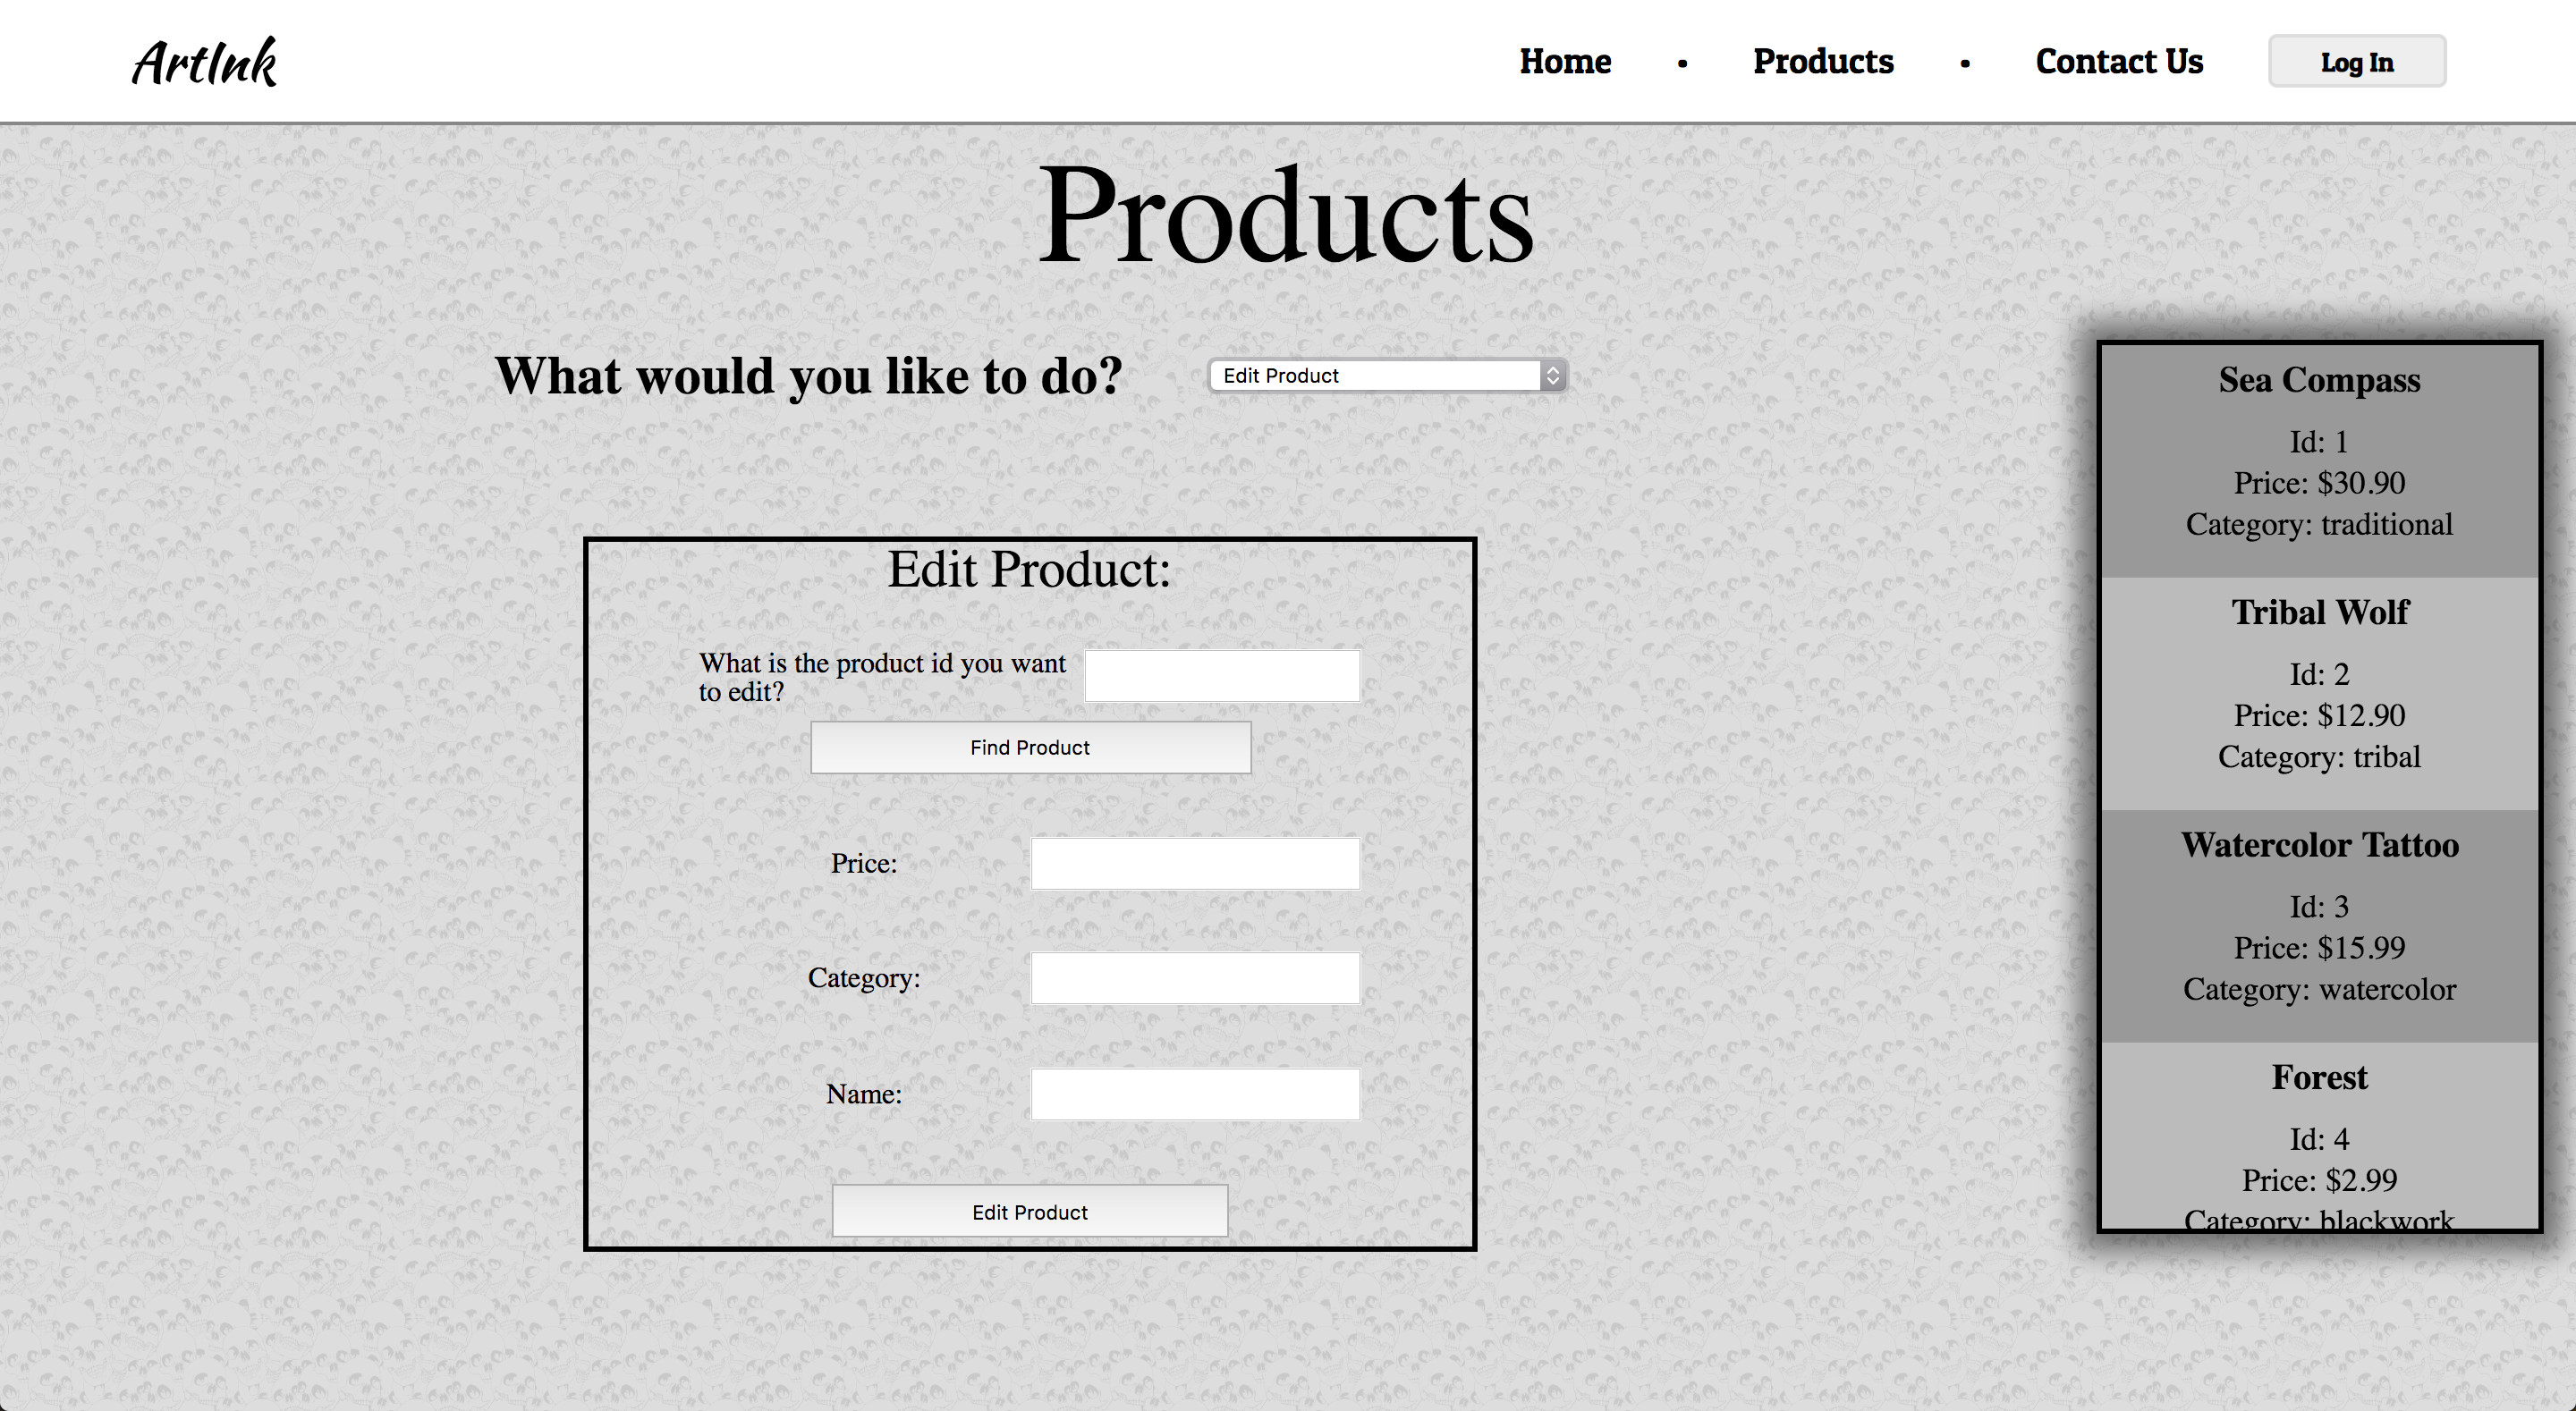 ArtInk
Home • Products • Contact Us Log In
Products
What would you like to do? Edit Product
Edit Product:
What is the product id you want
to edit?
Find Product
Price:
Category:
Name:
Edit Product
Sea Compass
Id: 1
Price: $30.90
Category: traditional
Tribal Wolf
Id: 2
Price: $12.90
Category: tribal
Watercolor Tattoo
Id: 3
Price: $15.99
Category: watercolor
Forest
Id: 4
Price: $2.99
Category: blackwork